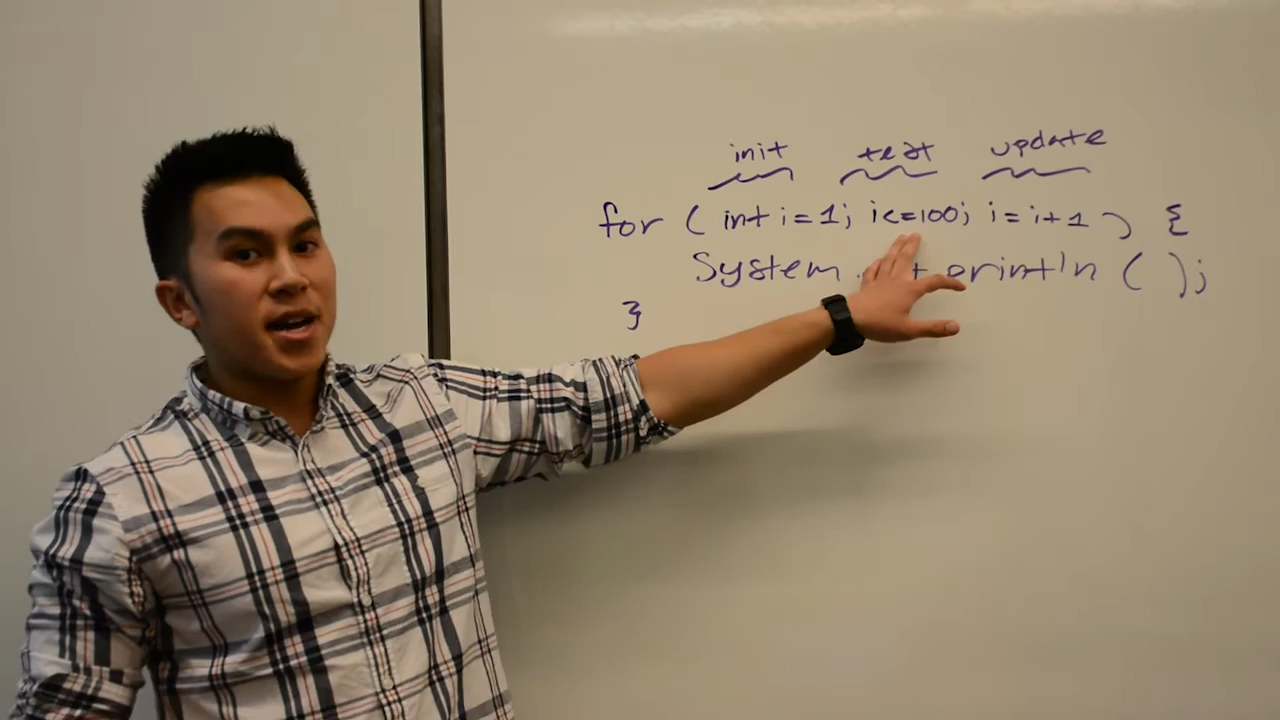 init test update
for ( int i = 1; i<=100; i = i+1 ) {
System . println ( );
}